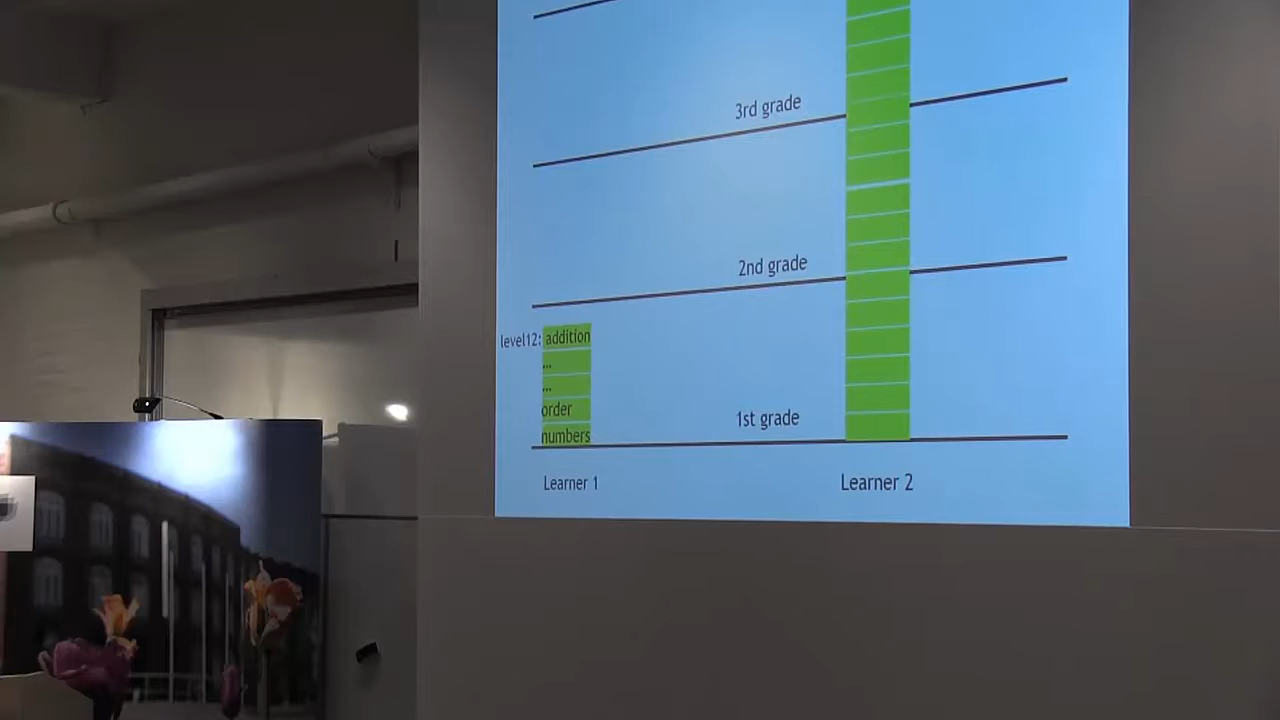 3rd grade
2nd grade
level12: addition
...
...
order
numbers
1st grade
Learner 1
Learner 2